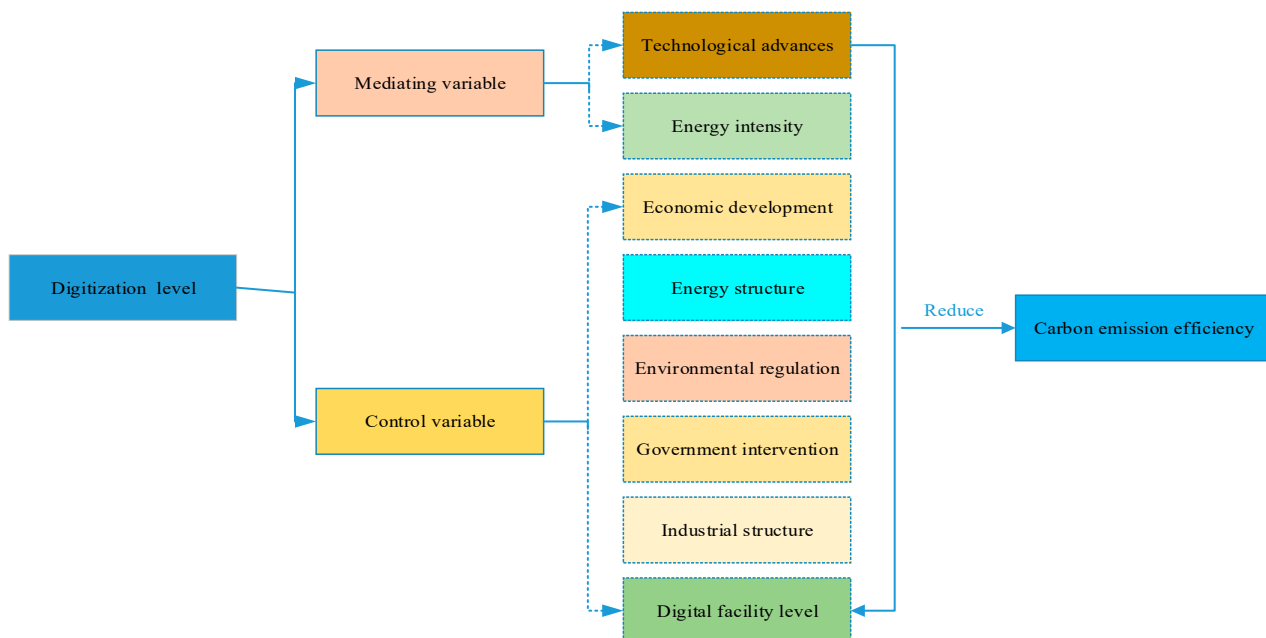 Technological advances
Mediating variable
Energy intensity
Economic development
Digitization level
Energy structure
Reduce
Carbon emission efficiency
Environmental regulation
Control variable
Government intervention
Industrial structure
Digital facility level